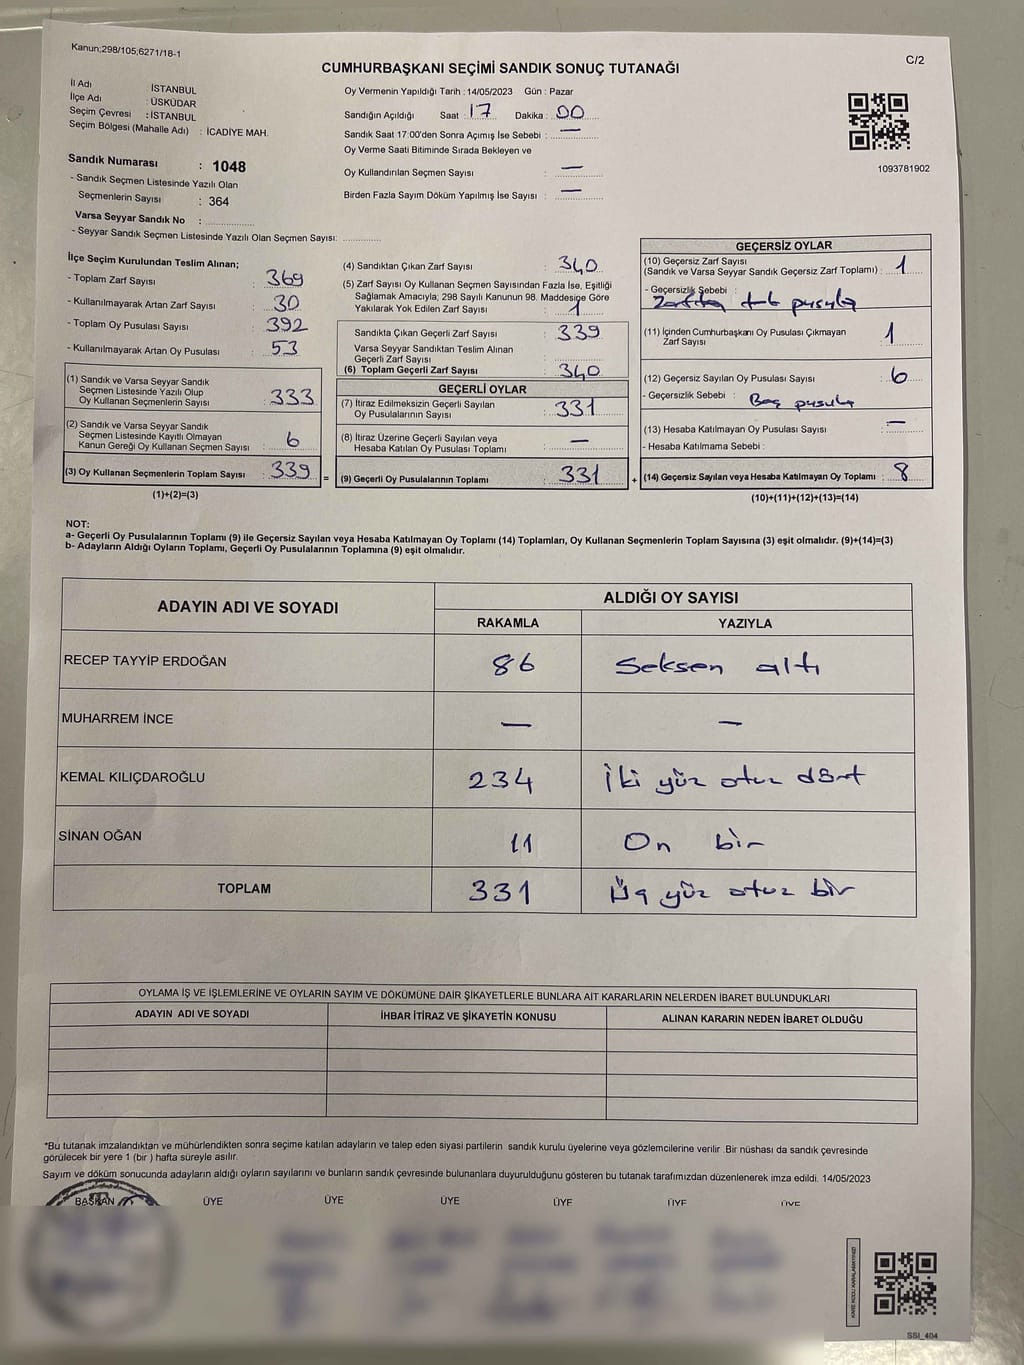 Kanun;298/105,6271/18-1
C/2
CUMHURBAŞKANI SEÇİMİ SANDIK SONUÇ TUTANAĞI
İl Adı : İSTANBUL
İlçe Adı : ÜSKÜDAR
Seçim Çevresi : İSTANBUL
Seçim Bölgesi (Mahalle Adı) : İCADİYE MAH.
Sandık Numarası : 1048
- Sandık Seçmen Listesinde Yazılı Olan
Seçmenlerin Sayısı : 364
Varsa Seyyar Sandık No :
- Seyyar Sandık Seçmen Listesinde Yazılı Olan Seçmen Sayısı:
Oy Vermenin Yapıldığı Tarih : 14/05/2023 Gün : Pazar
Sandığın Açıldığı Saat : 17 Dakika : 00
Sandık Saat 17:00'den Sonra Açımış İse Sebebi : —
Oy Verme Saati Bitiminde Sırada Bekleyen ve
Oy Kullandırılan Seçmen Sayısı : —
Birden Fazla Sayım Döküm Yapılmış İse Sayısı : —
1093781902
İlçe Seçim Kurulundan Teslim Alınan;
- Toplam Zarf Sayısı : 369
- Kullanılmayarak Artan Zarf Sayısı : 30
- Toplam Oy Pusulası Sayısı : 392
- Kullanılmayarak Artan Oy Pusulası : 53
(1) Sandık ve Varsa Seyyar Sandık
Seçmen Listesinde Yazılı Olup
Oy Kullanan Seçmenlerin Sayısı : 333
(2) Sandık ve Varsa Seyyar Sandık
Seçmen Listesinde Kayıtlı Olmayan
Kanun Gereği Oy Kullanan Seçmen Sayısı : 6
(3) Oy Kullanan Seçmenlerin Toplam Sayısı : 339 =
(1)+(2)=(3)
(4) Sandıktan Çıkan Zarf Sayısı : 340
(5) Zarf Sayısı Oy Kullanan Seçmen Sayısından Fazla İse, Eşitliği
Sağlamak Amacıyla; 298 Sayılı Kanunun 98. Maddesine Göre
Yakılarak Yok Edilen Zarf Sayısı : 1
Sandıkta Çıkan Geçerli Zarf Sayısı : 339
Varsa Seyyar Sandıktan Teslim Alınan
Geçerli Zarf Sayısı :
(6) Toplam Geçerli Zarf Sayısı : 340
GEÇERLİ OYLAR
(7) İtiraz Edilmeksizin Geçerli Sayılan
Oy Pusulalarının Sayısı : 331
(8) İtiraz Üzerine Geçerli Sayılan veya
Hesaba Katılan Oy Pusulası Toplamı : —
(9) Geçerli Oy Pusulalarının Toplamı : 331 +
GEÇERSİZ OYLAR
(10) Geçersiz Zarf Sayısı
(Sandık ve Varsa Seyyar Sandık Geçersiz Zarf Toplamı) : 1
- Geçersizlik Sebebi :
pusula
(11) İçinden Cumhurbaşkanı Oy Pusulası Çıkmayan
Zarf Sayısı : 1
(12) Geçersiz Sayılan Oy Pusulası Sayısı : 6
- Geçersizlik Sebebi : Boş pusula
(13) Hesaba Katılmayan Oy Pusulası Sayısı : —
- Hesaba Katılmama Sebebi :
(14) Geçersiz Sayılan veya Hesaba Katılmayan Oy Toplamı : 8
(10)+(11)+(12)+(13)=(14)
NOT:
a- Geçerli Oy Pusulalarının Toplamı (9) ile Geçersiz Sayılan veya Hesaba Katılmayan Oy Toplamı (14) Toplamları, Oy Kullanan Seçmenlerin Toplam Sayısına (3) eşit olmalıdır. (9)+(14)=(3)
b- Adayların Aldığı Oyların Toplamı, Geçerli Oy Pusulalarının Toplamına (9) eşit olmalıdır.
ADAYIN ADI VE SOYADI
ALDIĞI OY SAYISI
RAKAMLA YAZIYLA
RECEP TAYYİP ERDOĞAN 86 Seksen altı
MUHARREM İNCE — —
KEMAL KILIÇDAROĞLU 234 İki yüz otuz dört
SİNAN OĞAN 11 On bir
TOPLAM 331 Üç yüz otuz bir
OYLAMA İŞ VE İŞLEMLERİNE VE OYLARIN SAYIM VE DÖKÜMÜNE DAİR ŞİKAYETLERLE BUNLARA AİT KARARLARIN NELERDEN İBARET BULUNDUKLARI
ADAYIN ADI VE SOYADI İHBAR İTİRAZ VE ŞİKAYETİN KONUSU ALINAN KARARIN NEDEN İBARET OLDUĞU
*Bu tutanak imzalandıktan ve mühürlendikten sonra seçime katılan adayların ve talep eden siyasi partilerin sandık kurulu üyelerine veya gözlemcilerine verilir Bir nüshası da sandık çevresinde
görülecek bir yere 1 (bir ) hafta süreyle asılır.
Sayım ve döküm sonucunda adayların aldığı oyların sayılarını ve bunların sandık çevresinde bulunanlara duyurulduğunu gösteren bu tutanak tarafımızdan düzenlenerek imza edildi. 14/05/2023
BAŞKAN ÜYE ÜYE ÜYE ÜYE ÜYE ÜYE
SSI_404